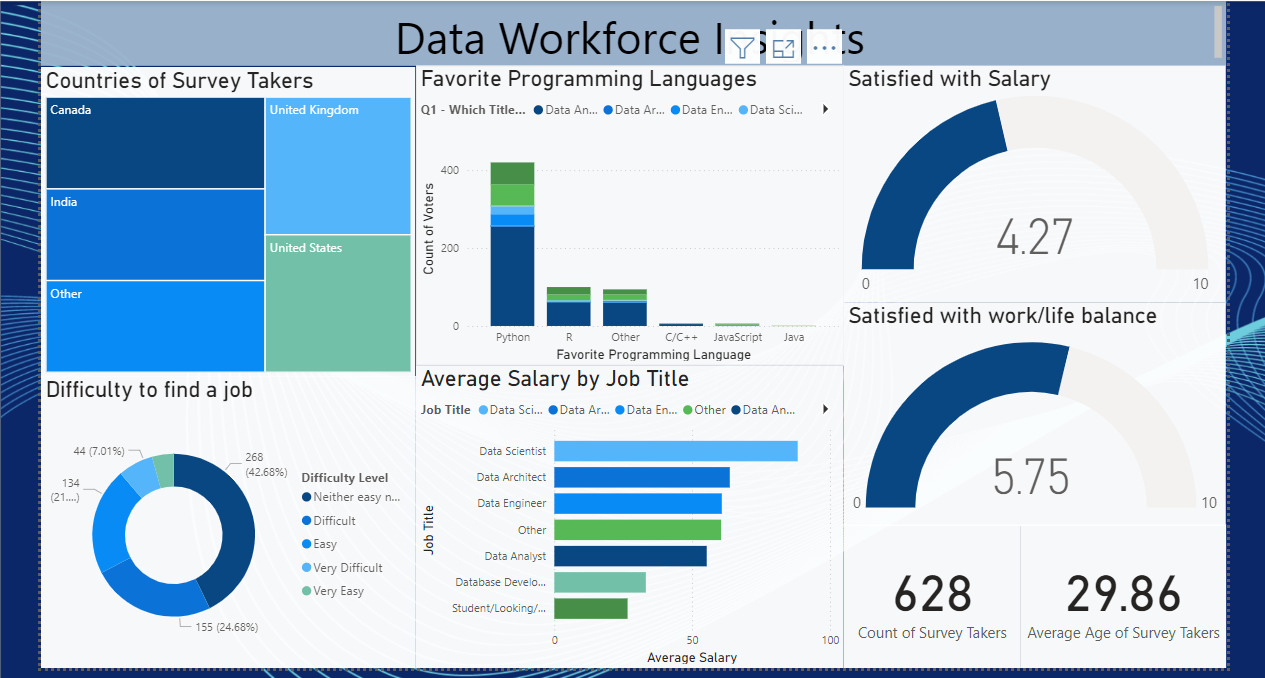 Data Workforce Insights
Countries of Survey Takers
Canada
United Kingdom
India
United States
Other
Difficulty to find a job
44 (7.01%)
268
(42.68%)
134
(21....)
155 (24.68%)
Difficulty Level
Neither easy n...
Difficult
Easy
Very Difficult
Very Easy
Favorite Programming Languages
Q1 - Which Title... Data An... Data Ar... Data En... Data Sci...
Count of Voters
400
200
0
Python R Other C/C++ JavaScript Java
Favorite Programming Language
Average Salary by Job Title
Job Title Data Sci... Data Ar... Data En... Other Data An...
Job Title
Data Scientist
Data Architect
Data Engineer
Other
Data Analyst
Database Develo...
Student/Looking/...
0 50 100
Average Salary
Satisfied with Salary
4.27
0 10
Satisfied with work/life balance
5.75
0 10
628
Count of Survey Takers
29.86
Average Age of Survey Takers